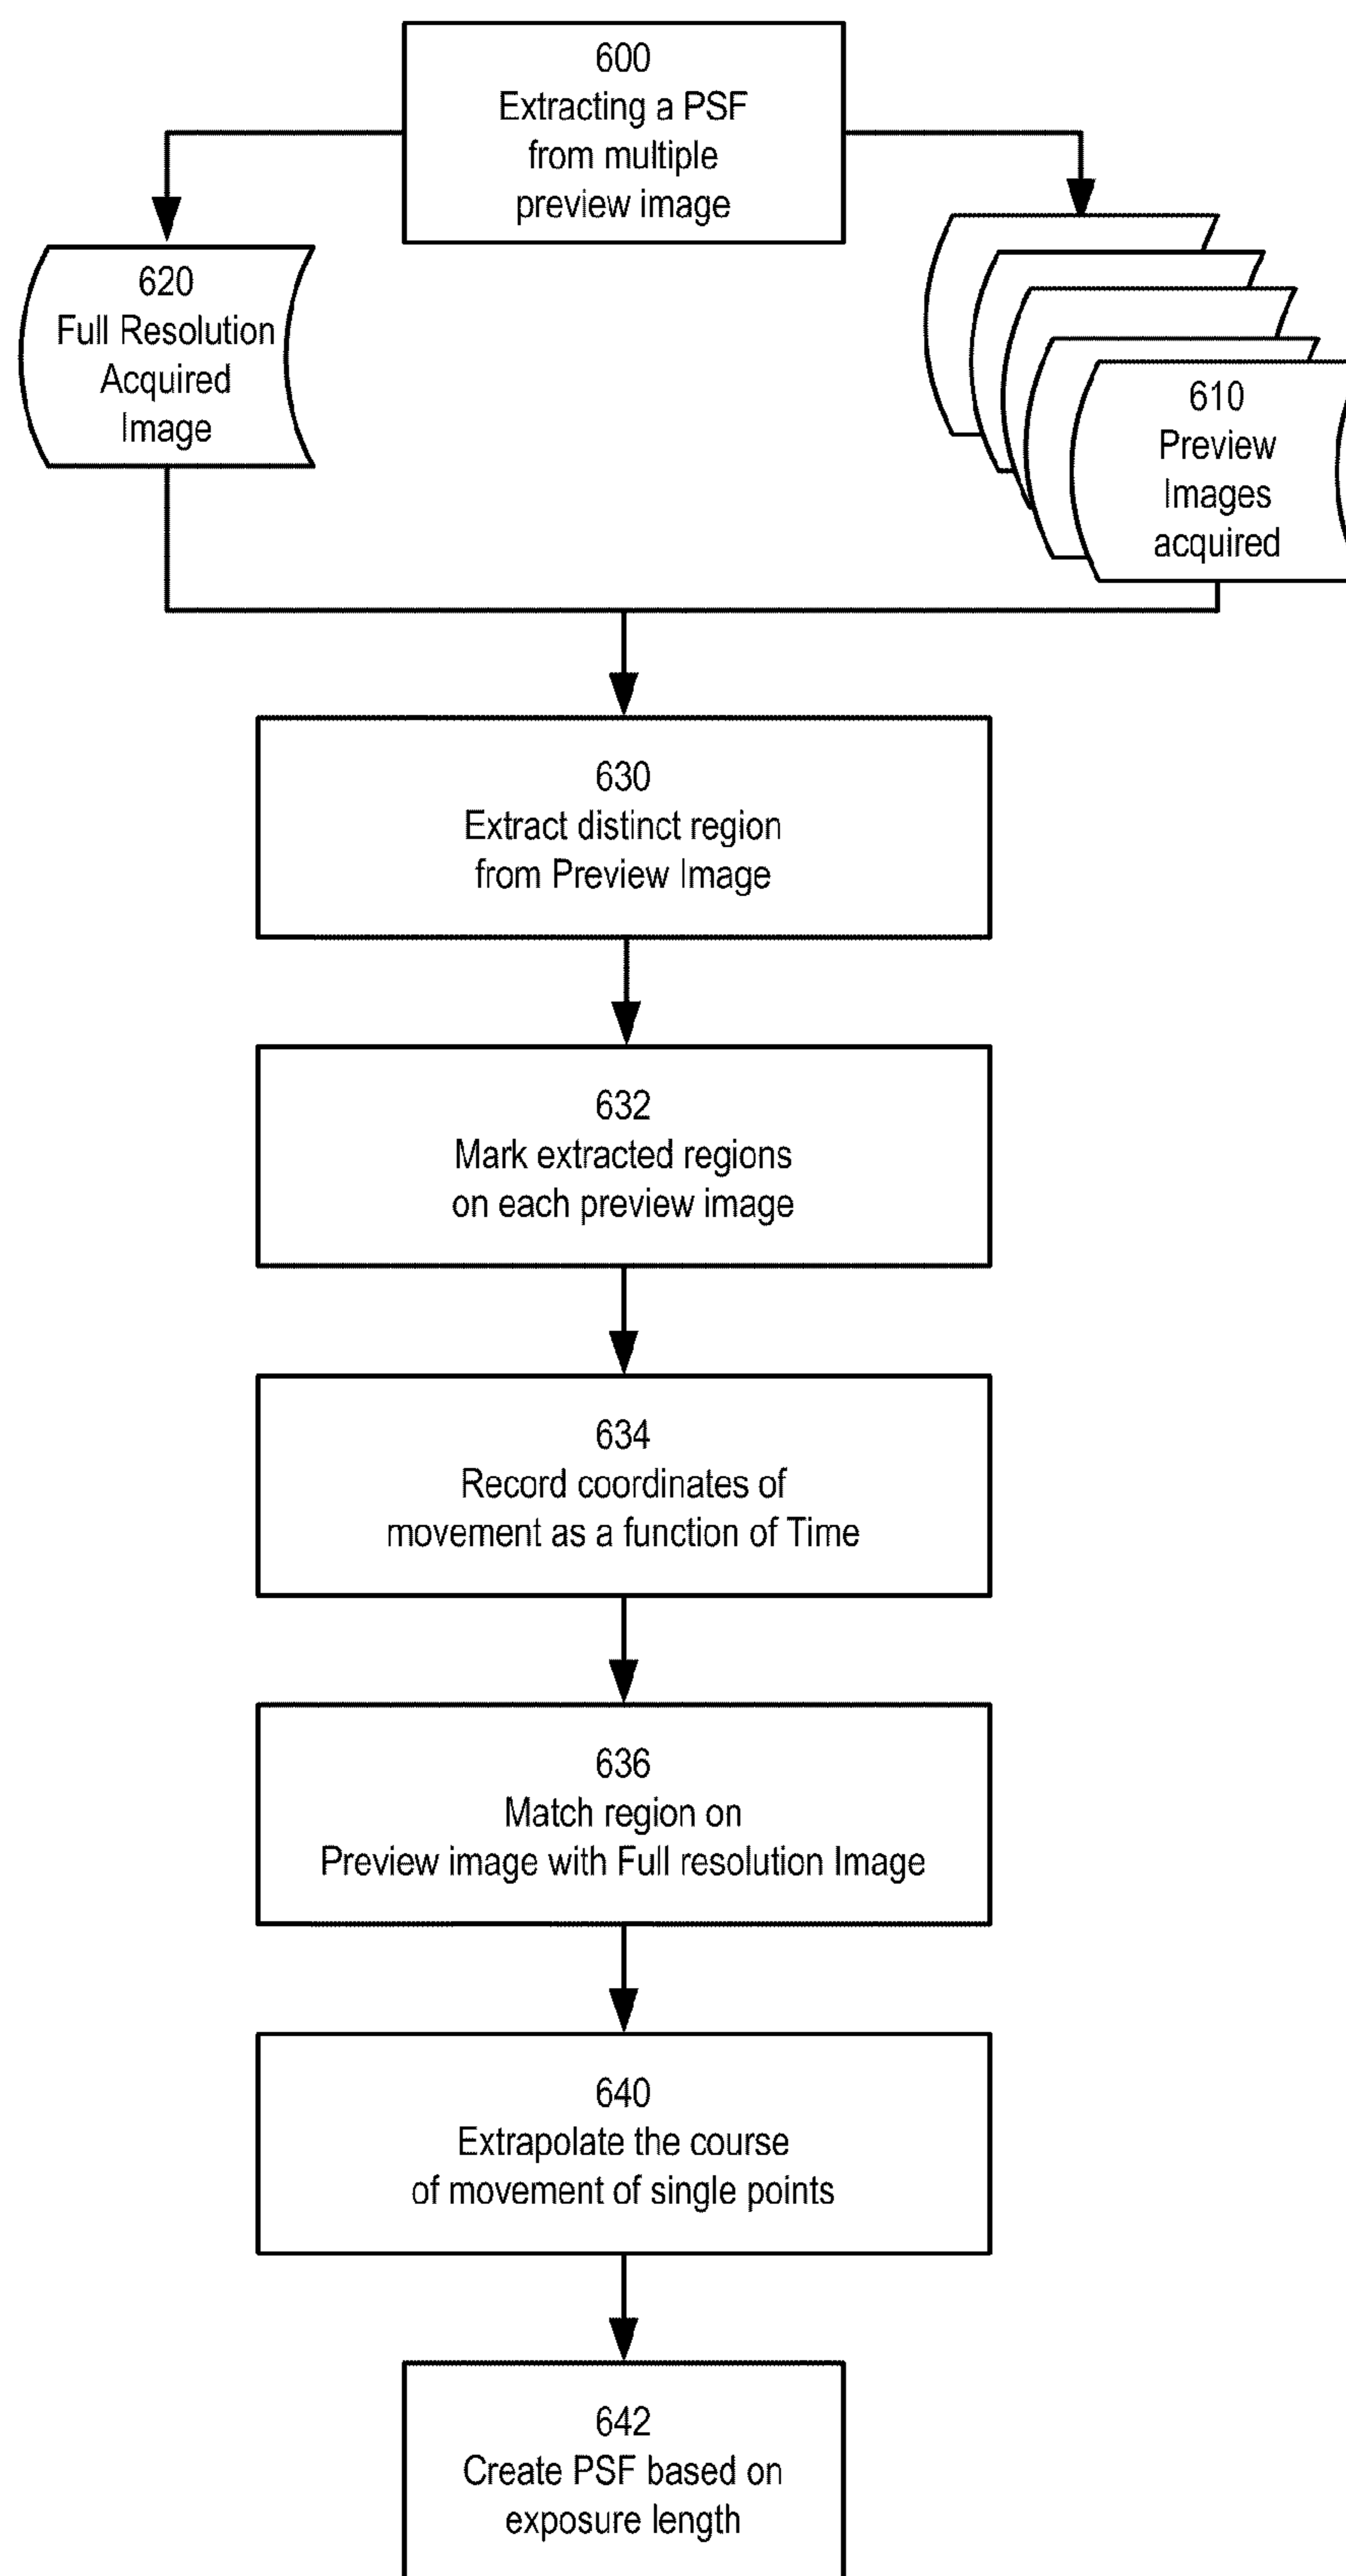 600
Extracting a PSF
from multiple
preview image
620
Full Resolution
Acquired
Image
610
Preview
Images
acquired
630
Extract distinct region
from Preview Image
632
Mark extracted regions
on each preview image
634
Record coordinates of
movement as a function of Time
636
Match region on
Preview image with Full resolution Image
640
Extrapolate the course
of movement of single points
642
Create PSF based on
exposure length